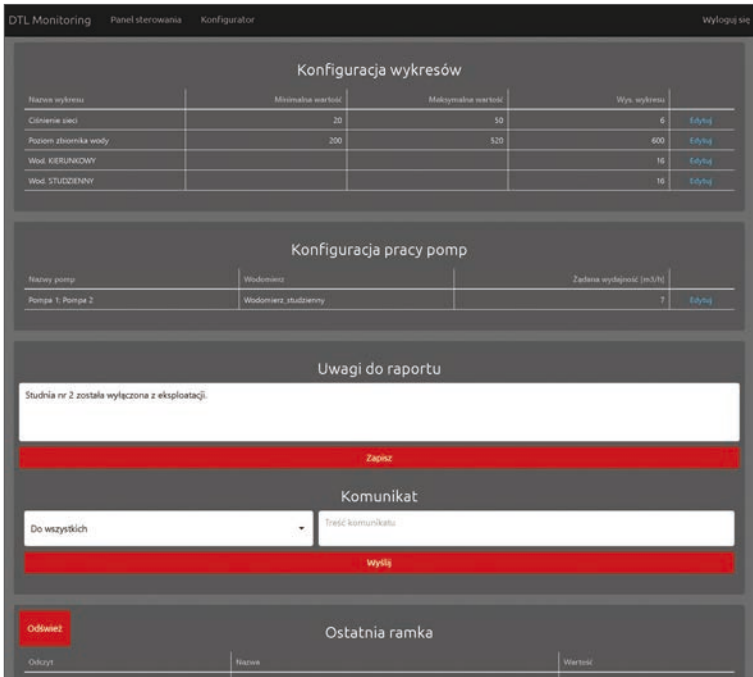 DTL Monitoring Panel sterowania Konfigurator Wyloguj się
Konfiguracja wykresów
Nazwa wykresu Minimalna wartość Maksymalna wartość Wys. wykresu
Ciśnienie sieci 20 50 6 Edytuj
Poziom zbiornika wody 200 520 600 Edytuj
Wod. KIERUNKOWY 16 Edytuj
Wod. STUDZIENNY 16 Edytuj
Konfiguracja pracy pomp
Nazwy pomp Wodomierz Żądana wydajność [m3/h]
Pompa 1; Pompa 2 Wodomierz_studzienny 7 Edytuj
Uwagi do raportu
Studnia nr 2 została wyłączona z eksploatacji.
Zapisz
Komunikat
Do wszystkich Treść komunikatu
Wyślij
Odśwież
Ostatnia ramka
Odczyt Nazwa Wartość